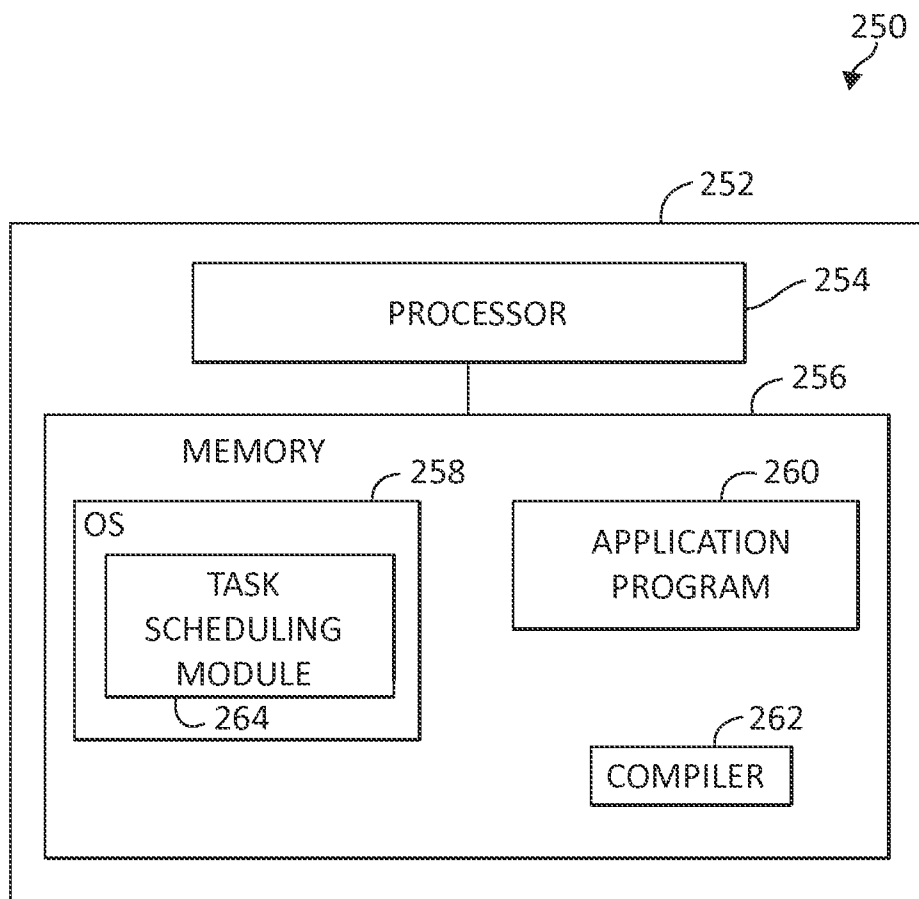 250
252
PROCESSOR
254
256
MEMORY
258
260
OS
TASK
SCHEDULING
MODULE
264
APPLICATION
PROGRAM
262
COMPILER